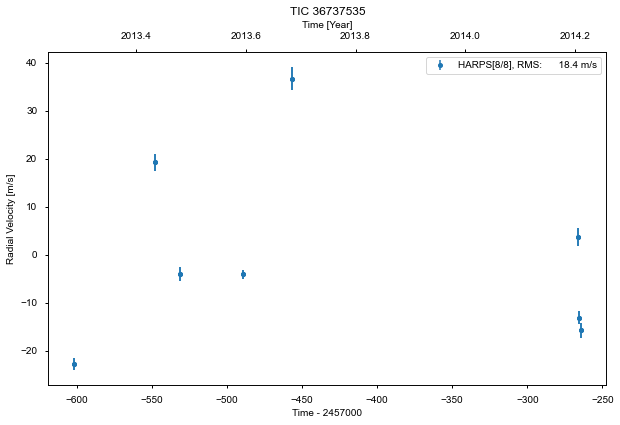 TIC 36737535
Time [Year]
2013.4 2013.6 2013.8 2014.0 2014.2
HARPS[8/8], RMS: 18.4 m/s
Radial Velocity [m/s]
40
30
20
10
0
−10
−20
−600 −550 −500 −450 −400 −350 −300 −250
Time - 2457000